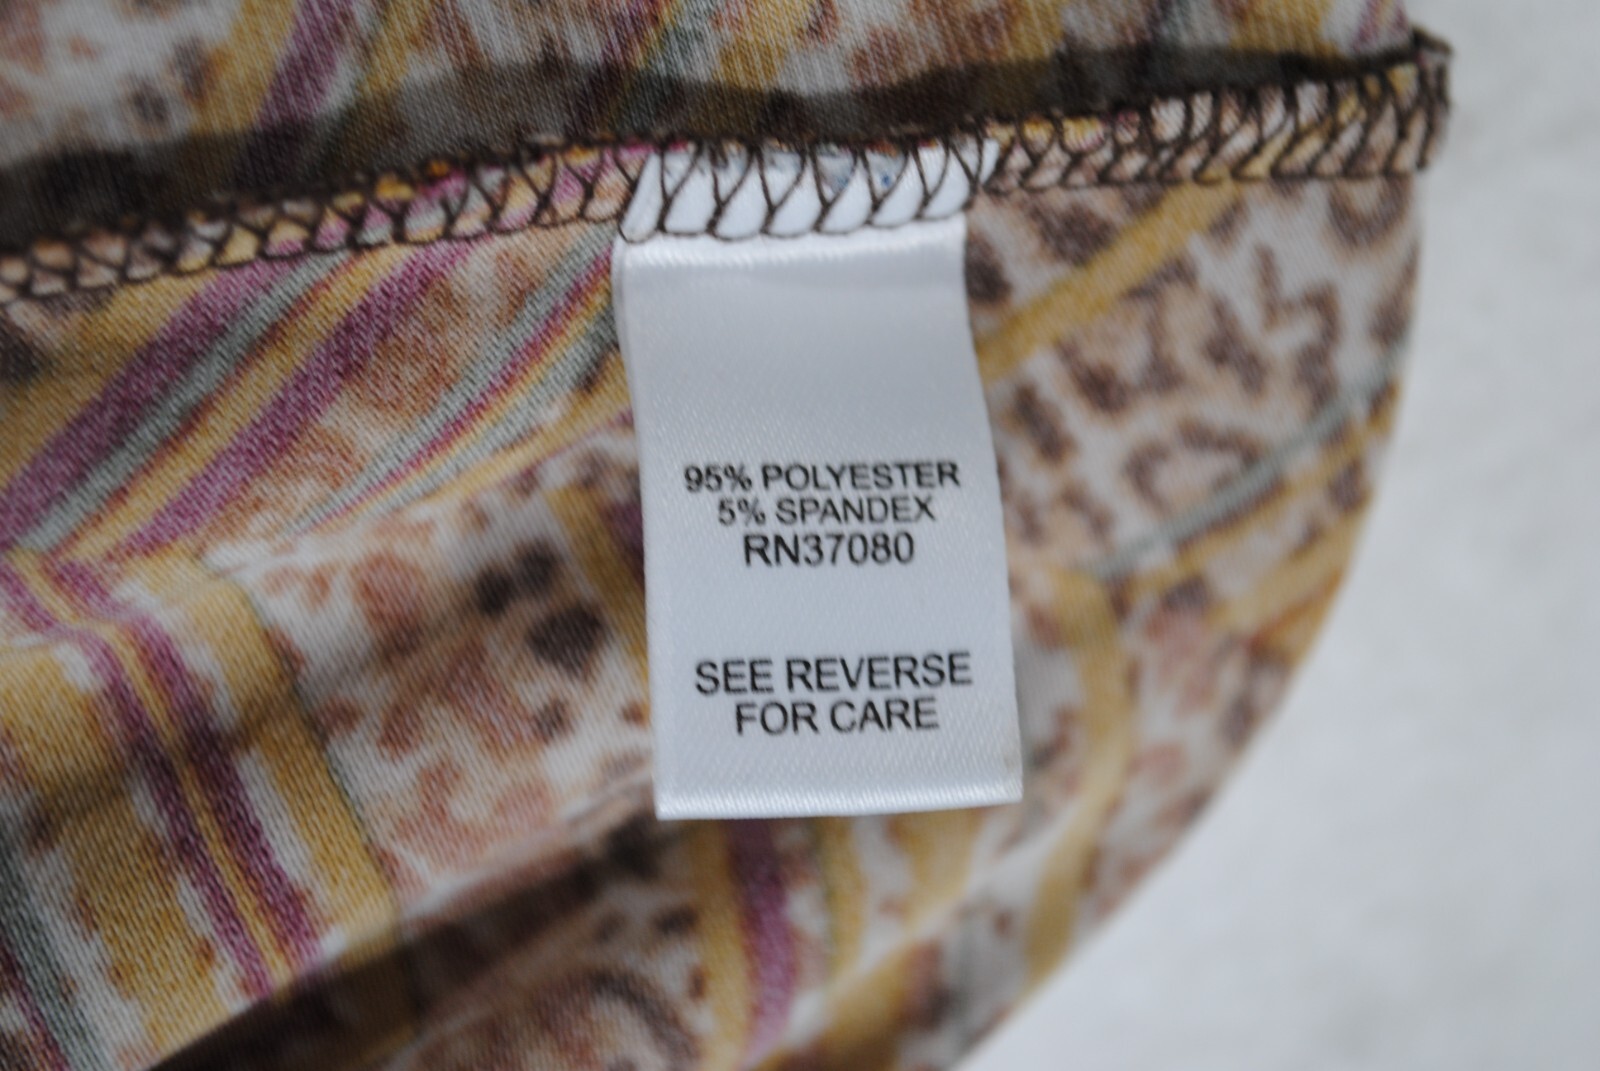 95% POLYESTER
5% SPANDEX
RN37080
SEE REVERSE
FOR CARE